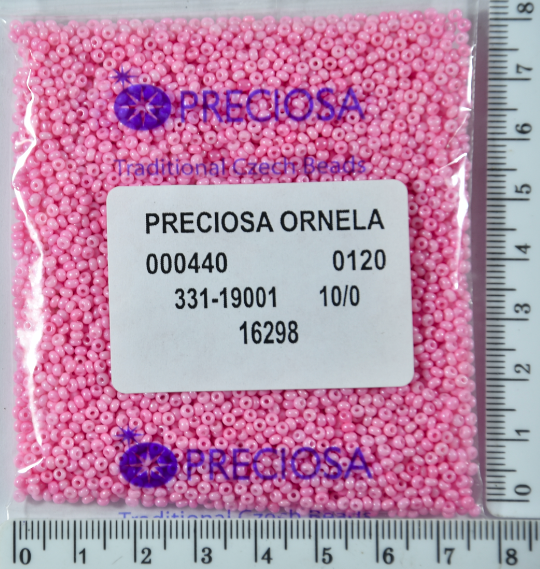 PRECIOSA
Traditional Czech Beads
PRECIOSA ORNELA
000440 0120
331-19001 10/0
16298
PRECIOSA
Traditional Czech Beads
8
7
6
5
4
3
2
1
0
0 1 2 3 4 5 6 7 8